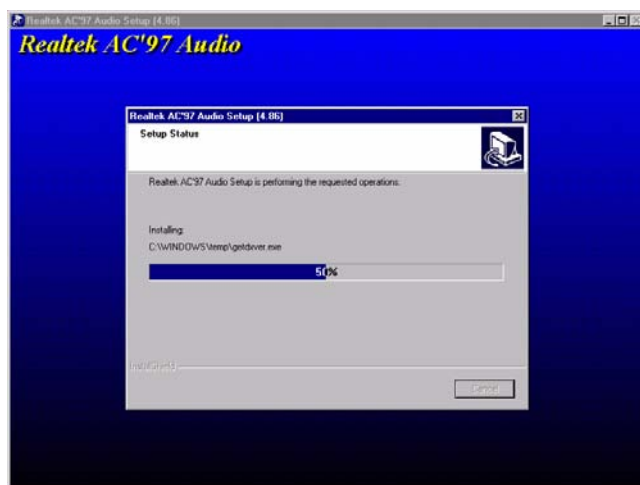 Realtek AC'97 Audio Setup (4.86)
Realtek AC'97 Audio
Realtek AC'97 Audio Setup (4.86)
Setup Status
Realtek AC'97 Audio Setup is performing the requested operations.
Installing:
C:\WINDOWS\temp\getdriver.exe
50%
InstallShield
Cancel